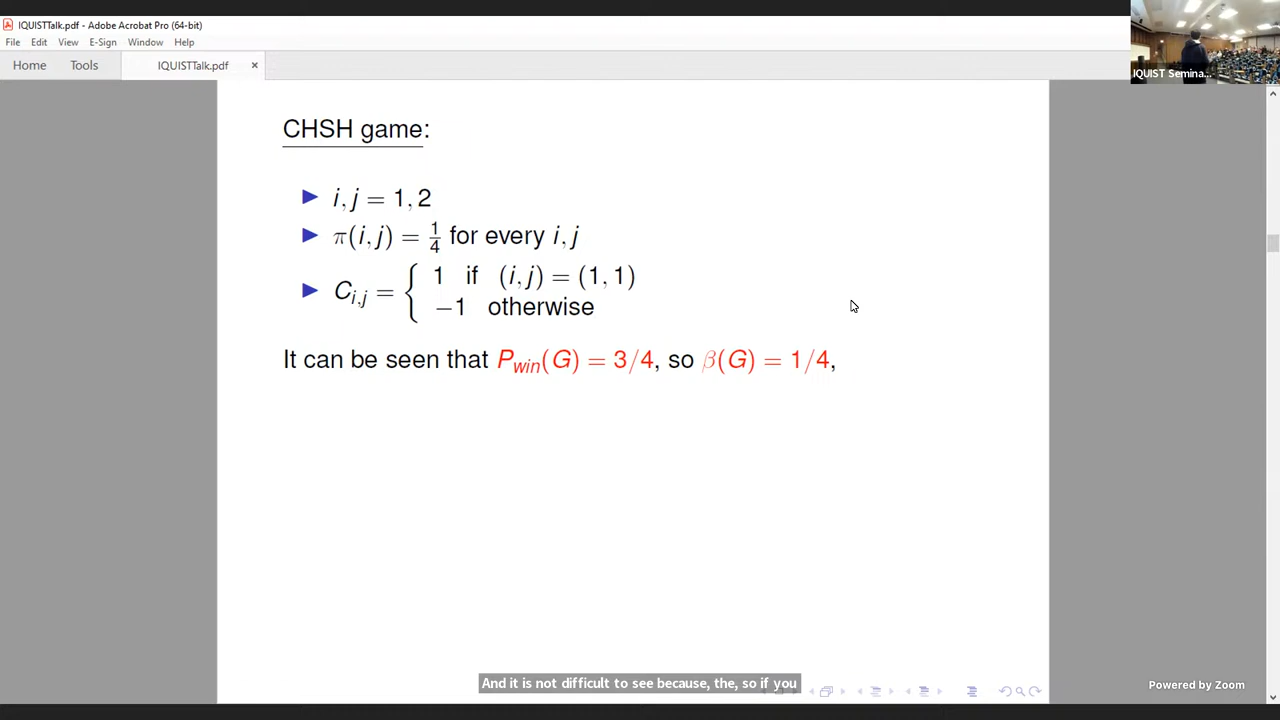 IQUISTTalk.pdf - Adobe Acrobat Pro (64-bit)
File Edit View E-Sign Window Help
Home Tools IQUISTTalk.pdf ×
IQUIST Semina...
CHSH game:
► i, j = 1, 2
► π(i, j) = 1/4 for every i, j
► C_{i,j} = { 1 if (i, j) = (1, 1)
−1 otherwise
It can be seen that P_{win}(G) = 3/4, so β(G) = 1/4,
And it is not difficult to see because, the, so if you
Powered by Zoom